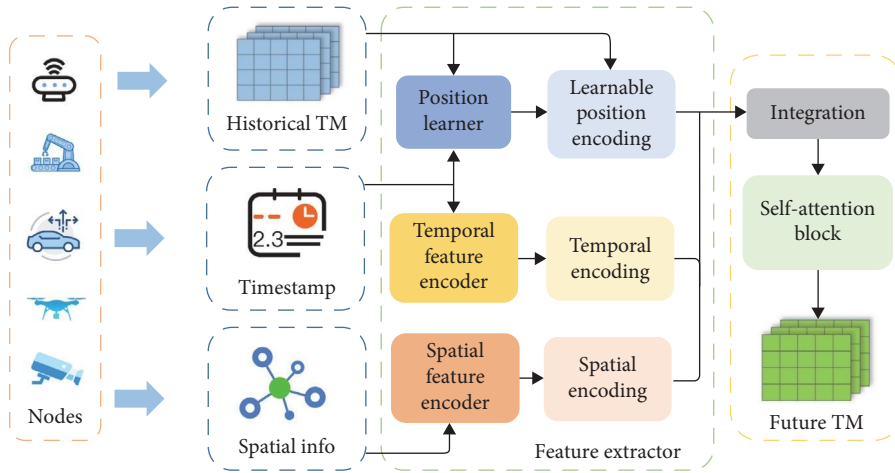 Nodes
Historical TM
2.3
Timestamp
Spatial info
Position
learner
Learnable
position
encoding
Temporal
feature
encoder
Temporal
encoding
Spatial
feature
encoder
Spatial
encoding
Feature extractor
Integration
Self-attention
block
Future TM